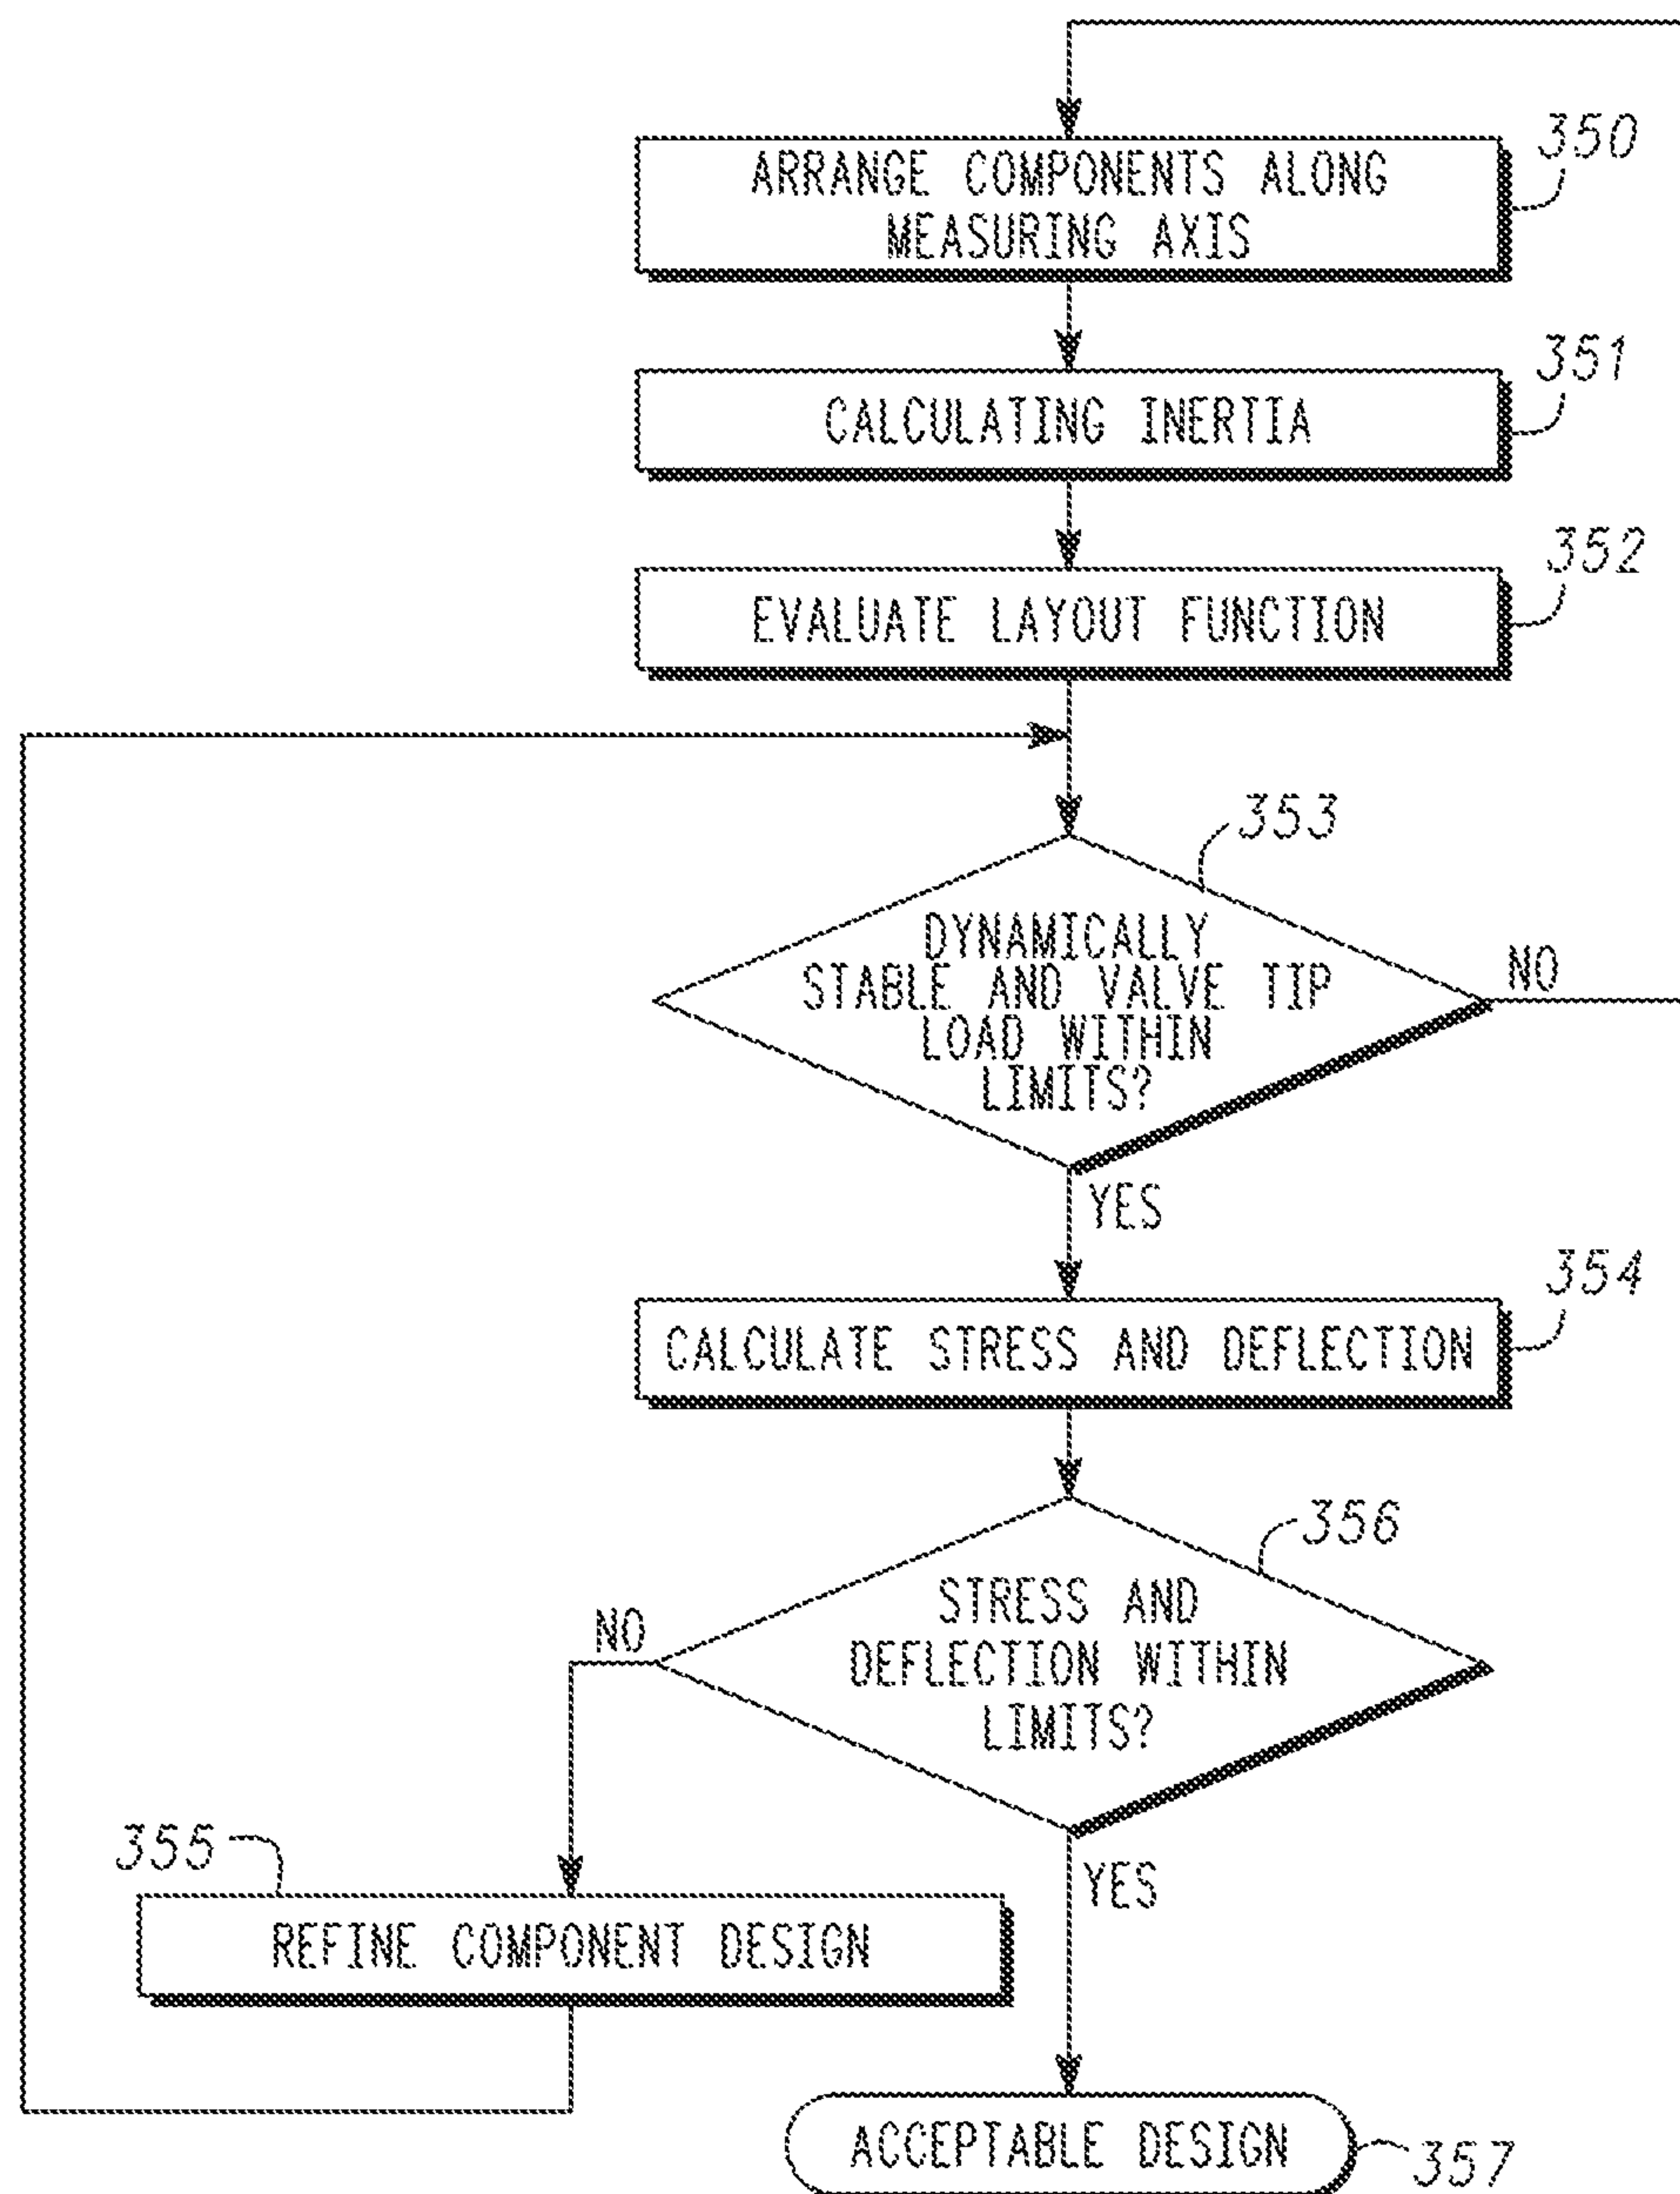 350
ARRANGE COMPONENTS ALONG
MEASURING AXIS
351
CALCULATING INERTIA
352
EVALUATE LAYOUT FUNCTION
353
DYNAMICALLY
STABLE AND VALVE TIP
LOAD WITHIN
LIMITS?
NO
YES
354
CALCULATE STRESS AND DEFLECTION
356
STRESS AND
DEFLECTION WITHIN
LIMITS?
NO
YES
355
REFINE COMPONENT DESIGN
ACCEPTABLE DESIGN
357